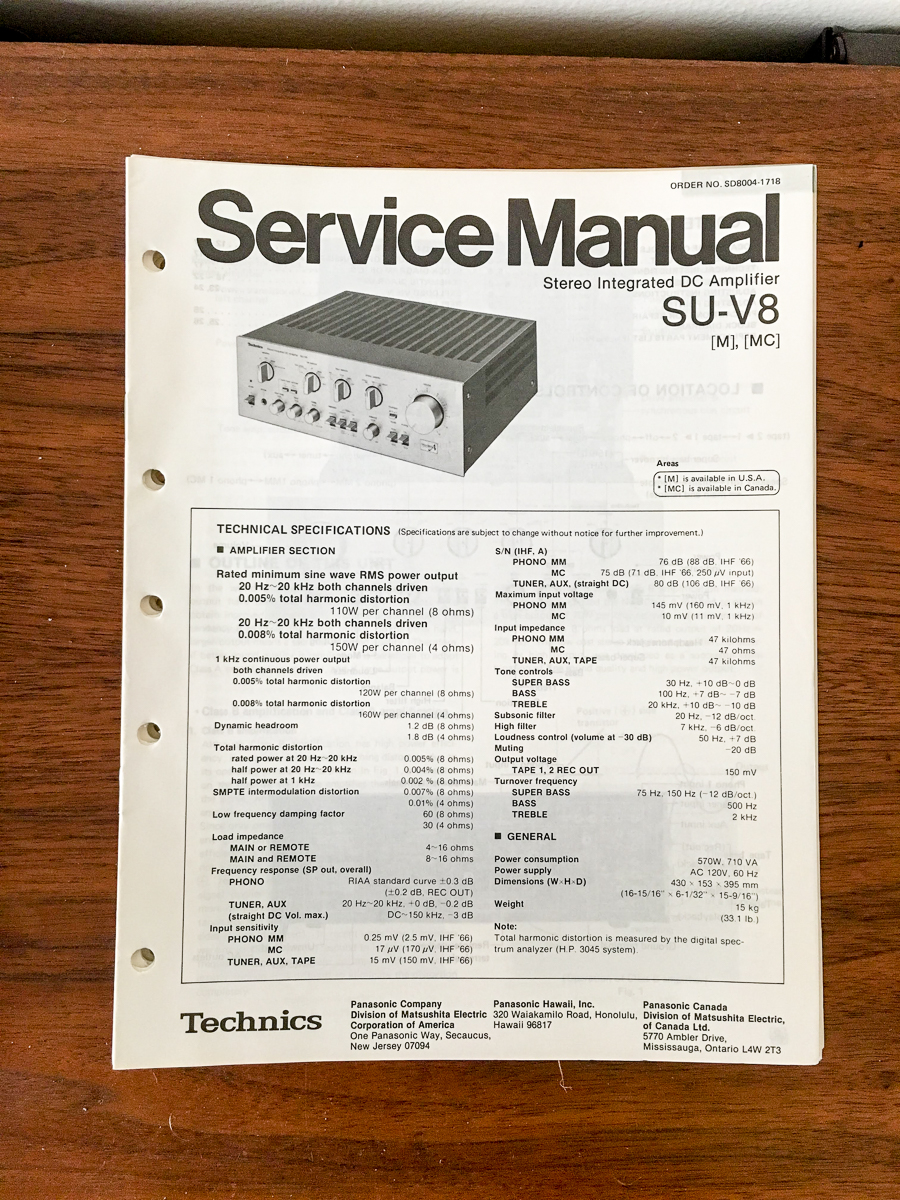 ORDER NO. SD8004-1718
Service Manual
Stereo Integrated DC Amplifier
SU-V8
[M], [MC]
Technics
Areas
* [M] is available in U.S.A.
* [MC] is available in Canada.
TECHNICAL SPECIFICATIONS (Specifications are subject to change without notice for further improvement.)
■ AMPLIFIER SECTION
Rated minimum sine wave RMS power output
20 Hz~20 kHz both channels driven
0.005% total harmonic distortion
110W per channel (8 ohms)
20 Hz~20 kHz both channels driven
0.008% total harmonic distortion
150W per channel (4 ohms)
1 kHz continuous power output
both channels driven
0.005% total harmonic distortion
120W per channel (8 ohms)
0.008% total harmonic distortion
160W per channel (4 ohms)
Dynamic headroom 1.2 dB (8 ohms)
1.8 dB (4 ohms)
Total harmonic distortion
rated power at 20 Hz~20 kHz 0.005% (8 ohms)
half power at 20 Hz~20 kHz 0.004% (8 ohms)
half power at 1 kHz 0.002 % (8 ohms)
SMPTE intermodulation distortion 0.007% (8 ohms)
0.01% (4 ohms)
Low frequency damping factor 60 (8 ohms)
30 (4 ohms)
Load impedance
MAIN or REMOTE 4~16 ohms
MAIN and REMOTE 8~16 ohms
Frequency response (SP out, overall)
PHONO RIAA standard curve ±0.3 dB
(±0.2 dB, REC OUT)
TUNER, AUX 20 Hz~20 kHz, +0 dB, −0.2 dB
(straight DC Vol. max.) DC~150 kHz, −3 dB
Input sensitivity
PHONO MM 0.25 mV (2.5 mV, IHF '66)
MC 17 μV (170 μV, IHF '66)
TUNER, AUX, TAPE 15 mV (150 mV, IHF '66)
S/N (IHF, A)
PHONO MM 76 dB (88 dB, IHF '66)
MC 75 dB (71 dB, IHF '66, 250 μV input)
TUNER, AUX, (straight DC) 80 dB (106 dB, IHF '66)
Maximum input voltage
PHONO MM 145 mV (160 mV, 1 kHz)
MC 10 mV (11 mV, 1 kHz)
Input impedance
PHONO MM 47 kilohms
MC 47 ohms
TUNER, AUX, TAPE 47 kilohms
Tone controls
SUPER BASS 30 Hz, +10 dB~0 dB
BASS 100 Hz, +7 dB~ −7 dB
TREBLE 20 kHz, +10 dB~ −10 dB
Subsonic filter 20 Hz, −12 dB/oct.
High filter 7 kHz, −6 dB/oct.
Loudness control (volume at −30 dB) 50 Hz, +7 dB
Muting −20 dB
Output voltage
TAPE 1, 2 REC OUT 150 mV
Turnover frequency
SUPER BASS 75 Hz, 150 Hz (−12 dB/oct.)
BASS 500 Hz
TREBLE 2 kHz
■ GENERAL
Power consumption 570W, 710 VA
Power supply AC 120V, 60 Hz
Dimensions (W×H×D) 430 × 153 × 395 mm
(16-15/16" × 6-1/32" × 15-9/16")
Weight 15 kg
(33.1 lb.)
Note:
Total harmonic distortion is measured by the digital spec-
trum analyzer (H.P. 3045 system).
Technics
Panasonic Company
Division of Matsushita Electric
Corporation of America
One Panasonic Way, Secaucus,
New Jersey 07094
Panasonic Hawaii, Inc.
320 Waiakamilo Road, Honolulu,
Hawaii 96817
Panasonic Canada
Division of Matsushita Electric,
of Canada Ltd.
5770 Ambler Drive,
Mississauga, Ontario L4W 2T3